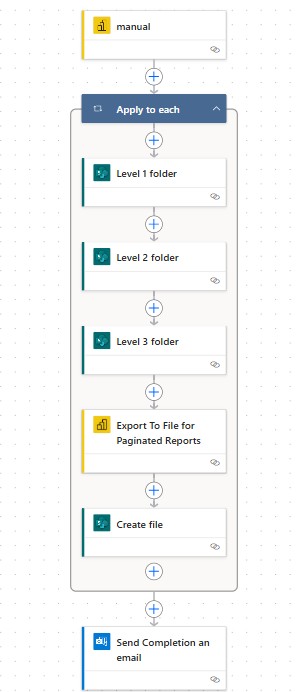 manual
Apply to each
Level 1 folder
Level 2 folder
Level 3 folder
Export To File for
Paginated Reports
Create file
Send Completion an
email